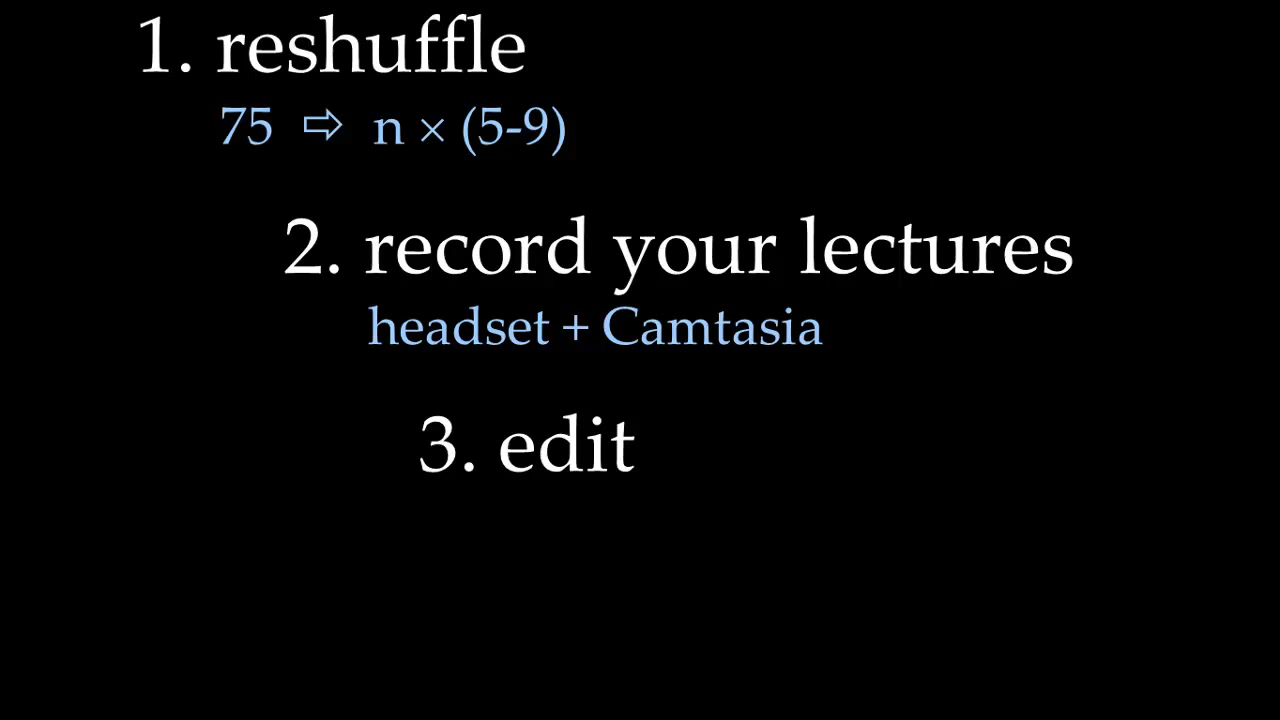 1. reshuffle
75 ⇨ n × (5-9)
2. record your lectures
headset + Camtasia
3. edit